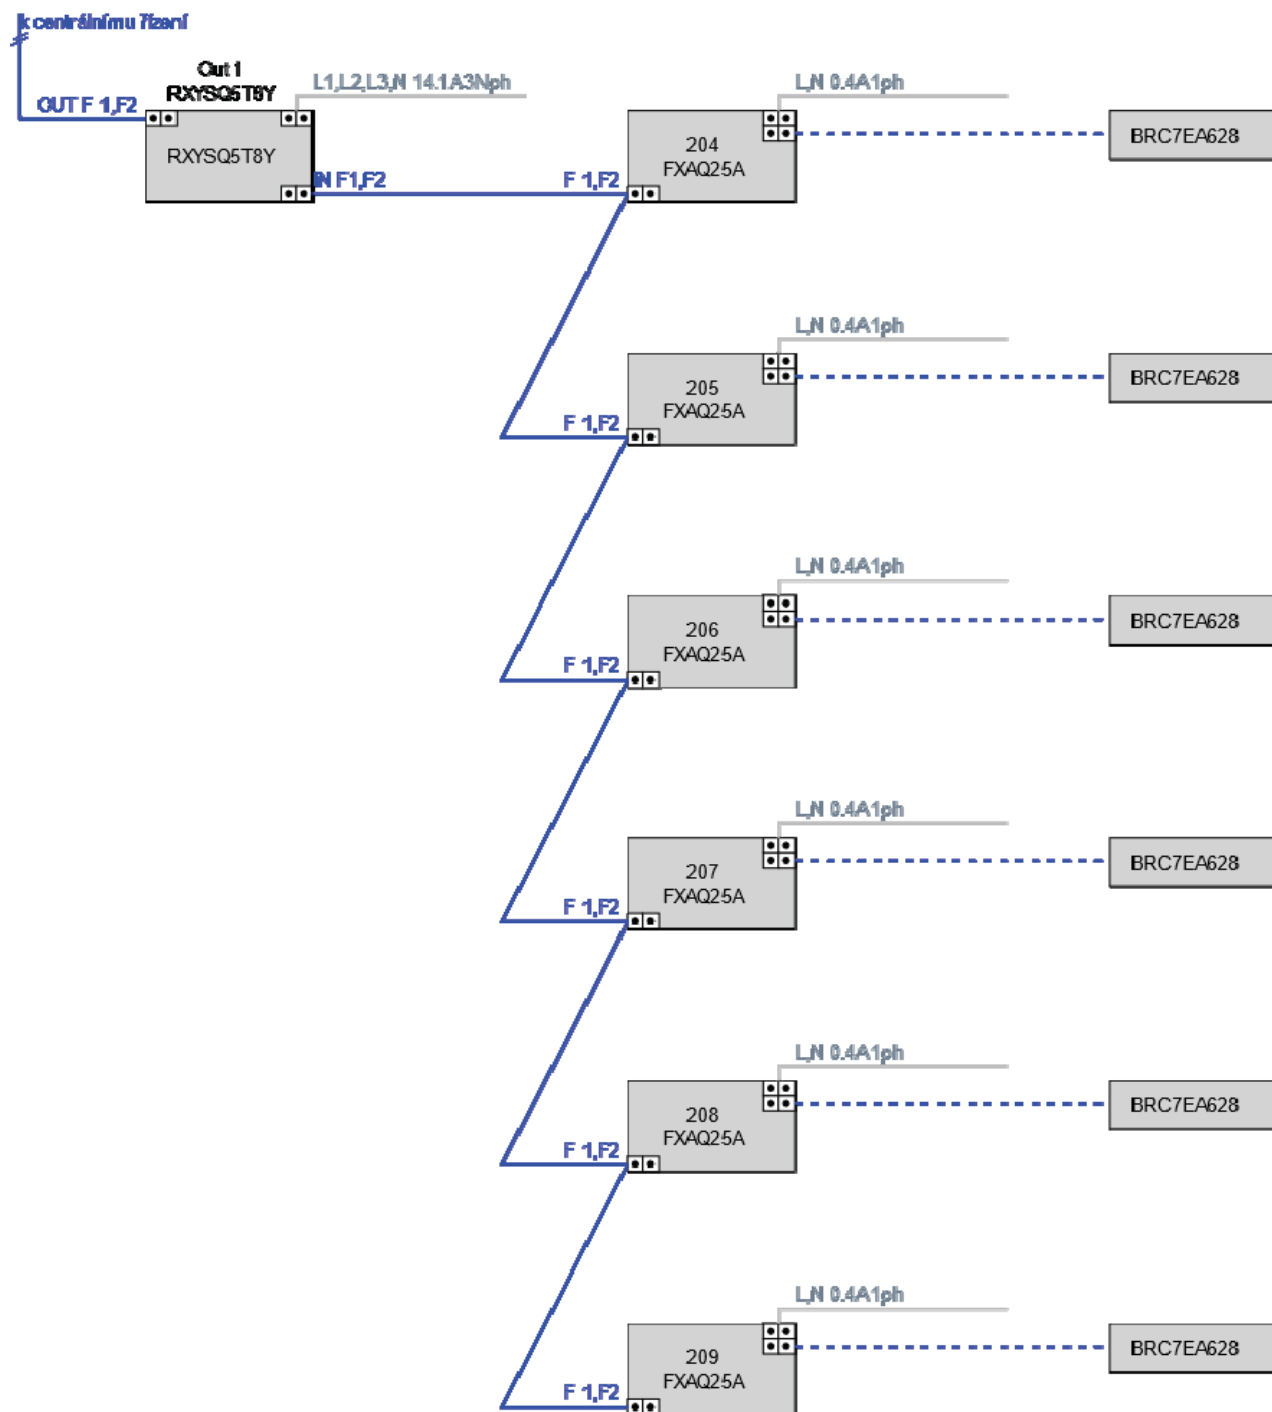 k centrálnímu řízení
Out 1
RXYSQ5T8Y
OUT F 1,F2
L1,L2,L3,N 14.1A3Nph
RXYSQ5T8Y
IN F1,F2
L,N 0.4A1ph
F 1,F2
204
FXAQ25A
BRC7EA628
L,N 0.4A1ph
F 1,F2
205
FXAQ25A
BRC7EA628
L,N 0.4A1ph
F 1,F2
206
FXAQ25A
BRC7EA628
L,N 0.4A1ph
F 1,F2
207
FXAQ25A
BRC7EA628
L,N 0.4A1ph
F 1,F2
208
FXAQ25A
BRC7EA628
L,N 0.4A1ph
F 1,F2
209
FXAQ25A
BRC7EA628